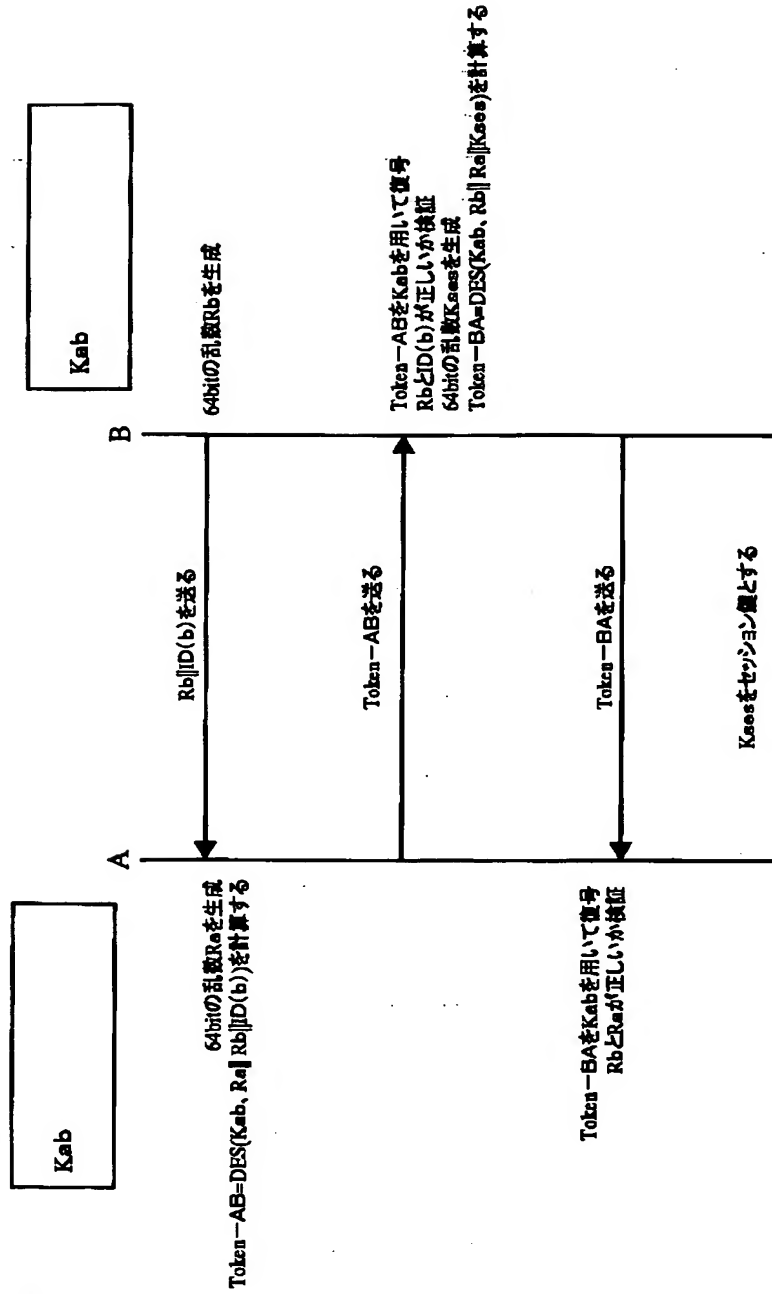 Kab
Kab
A
B
64bitの乱数Rbを生成
Rb||ID(b)を送る
64bitの乱数Raを生成
Token－AB=DES(Kab、Ra||Rb||ID(b))を計算する
Token－ABを送る
Token－ABをKabを用いて復号
RbとID(b)が正しいか検証
64bitの乱数Ksesを生成
Token－BA=DES(Kab、Rb||Ra||Kses)を計算する
Token－BAを送る
Token－BAをKabを用いて復号
RbとRaが正しいか検証
Ksesをセッション鍵とする